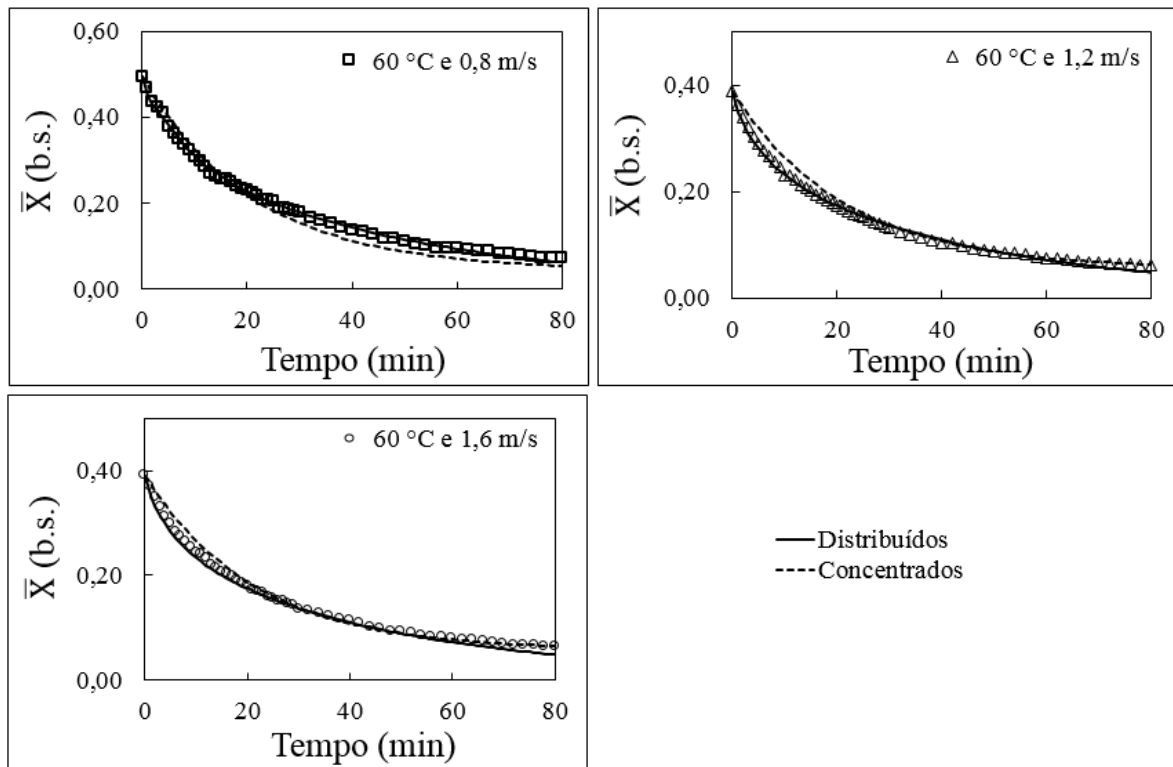 0,60
60 °C e 0,8 m/s
0,40
X̅ (b.s.)
0,20
0,00
0 20 40 60 80
Tempo (min)
60 °C e 1,2 m/s
0,40
X̅ (b.s.)
0,20
0,00
0 20 40 60 80
Tempo (min)
60 °C e 1,6 m/s
0,40
X̅ (b.s.)
0,20
0,00
0 20 40 60 80
Tempo (min)
Distribuídos
Concentrados